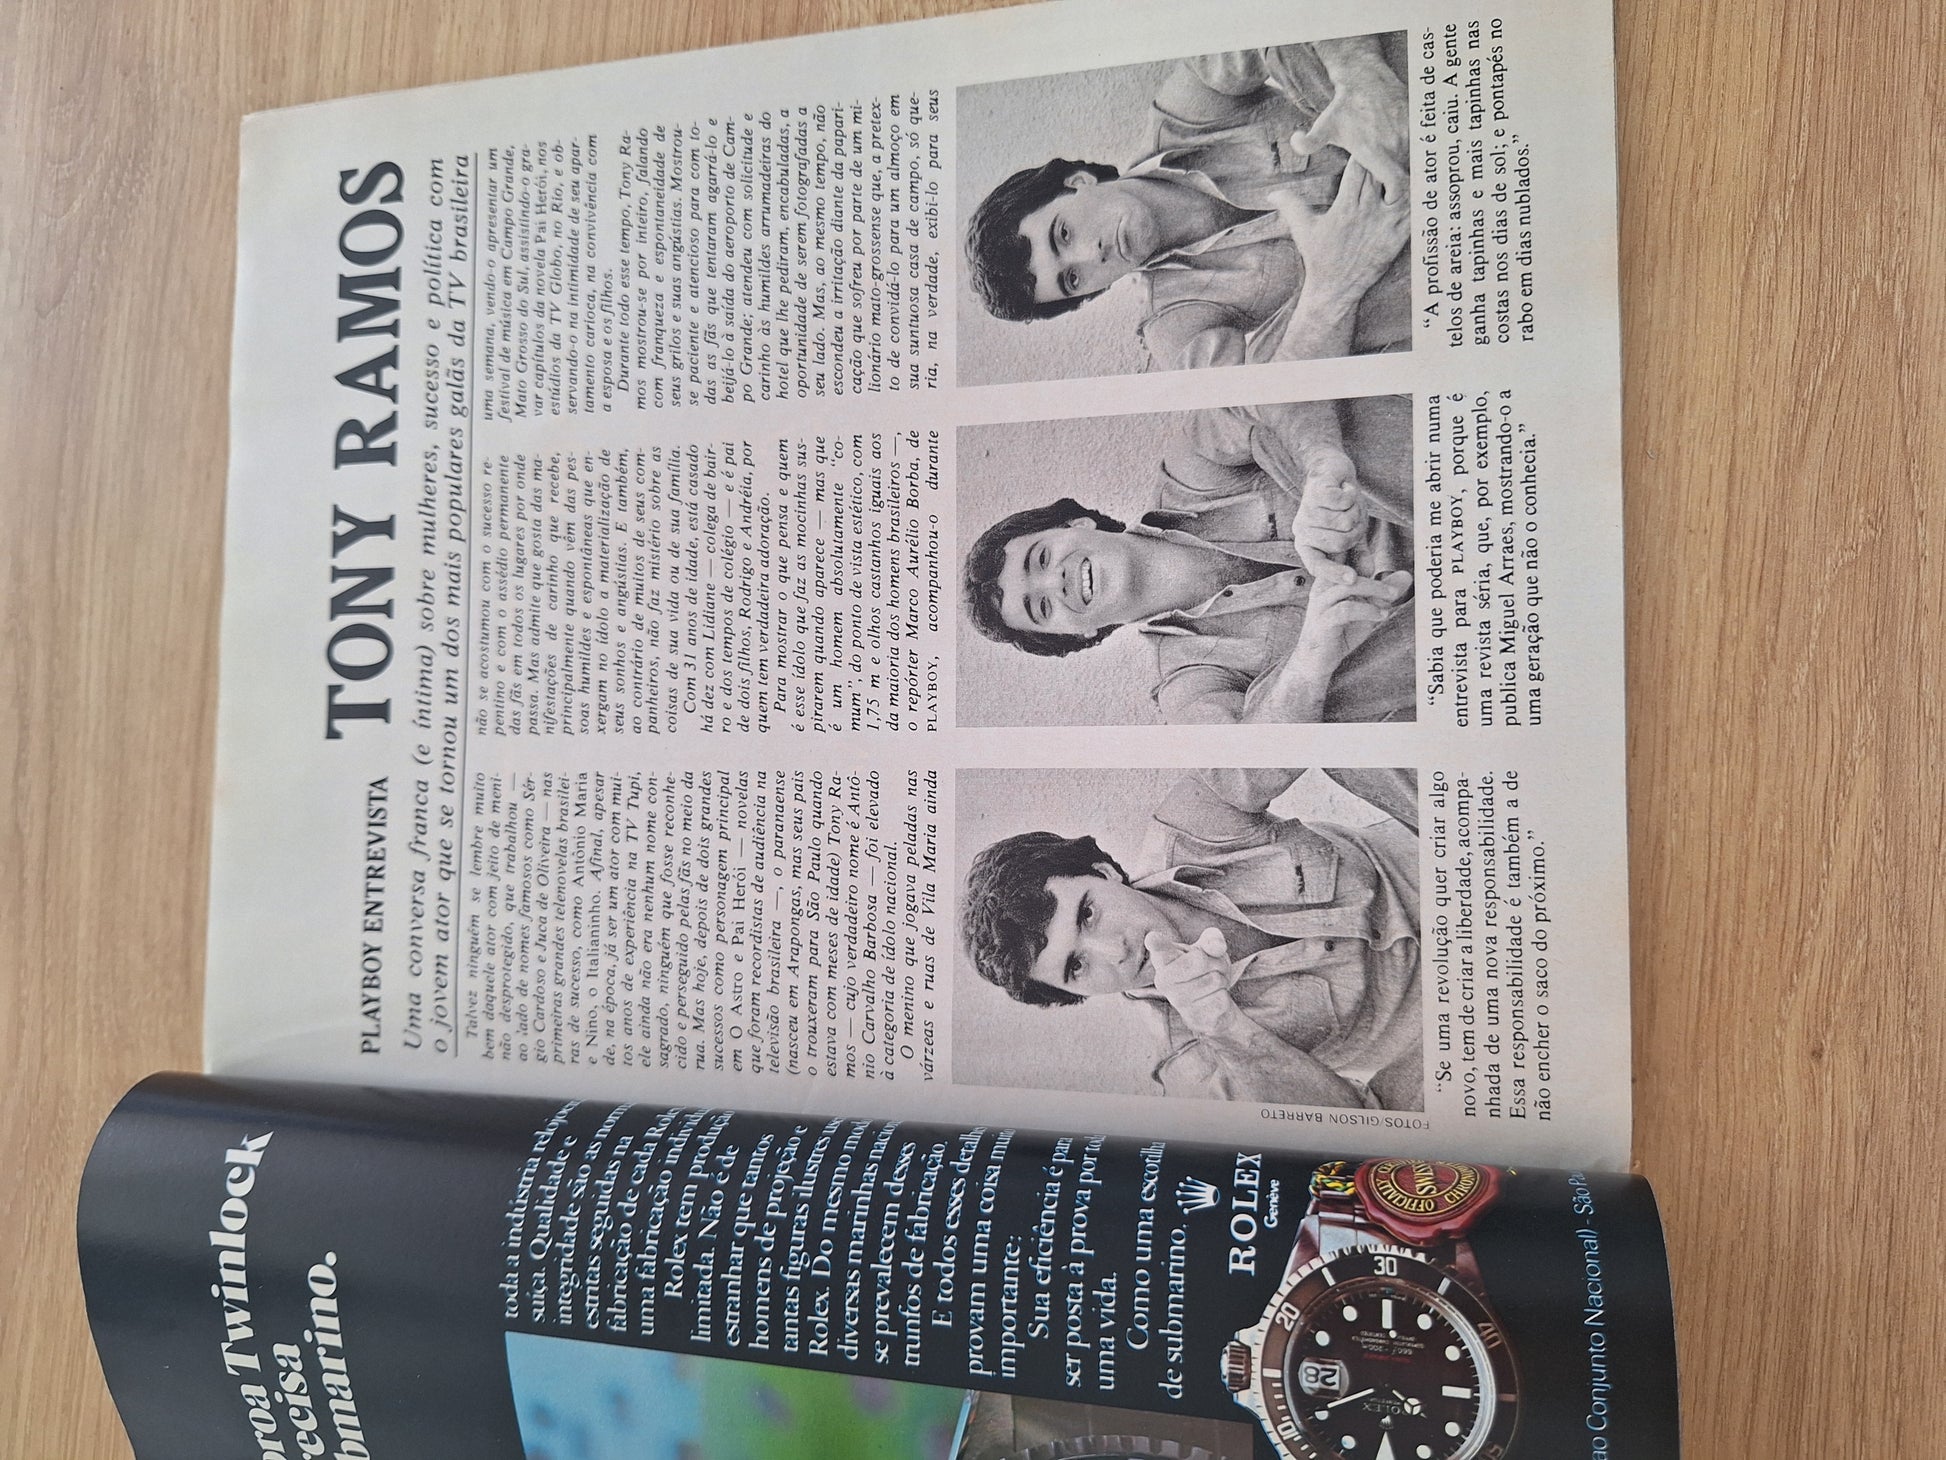 proa Twinlock
recisa
bmarino.
toda a indústria reloj
suíça. Qualidade e
integridade são as
estritas seguidas na
fabricação de cada
uma fabricação
Rolex tem produção
limitada. Não é de
estranhar que tantos
homens de projeção e
tantas figuras ilustres
Rolex. Do mesmo
diversas marinhas
se prevalecem desses
trunfos de fabricação.
E todos esses
provam uma coisa
importante:
Sua eficiência é
ser posta à prova por
uma vida.
Como uma escotilha
de submarino.
ROLEX
Genève
OFFICIALLY
SWISS
ROLEX
28
10
20
30
40
ao Conjunto Nacional) - São
PLAYBOY ENTREVISTA TONY RAMOS
Uma conversa franca (e íntima) sobre mulheres, sucesso e política com
o jovem ator que se tornou um dos mais populares galãs da TV brasileira
Talvez ninguém se lembre muito
bem daquele ator com jeito de meni-
não desprotegido, que trabalhou —
ao lado de nomes famosos como Sér-
gio Cardoso e Juca de Oliveira — nas
primeiras grandes telenovelas brasilei-
ras de sucesso, como Antônio Maria
e Nino, o Italianinho. Afinal, apesar
de, na época, já ser um ator com mui-
tos anos de experiência na TV Tupi,
ele ainda não era nenhum nome con-
sagrado, ninguém que fosse reconhe-
cido e perseguido pelas fãs no meio da
rua. Mas hoje, depois de dois grandes
sucessos como personagem principal
em O Astro e Pai Herói — novelas
que foram recordistas de audiência na
televisão brasileira —, o paranaense
(nasceu em Arapongas, mas seus pais
o trouxeram para São Paulo quando
estava com meses de idade) Tony Ra-
mos — cujo verdadeiro nome é Antô-
nio Carvalho Barbosa — foi elevado
à categoria de ídolo nacional.
O menino que jogava peladas nas
várzeas e ruas de Vila Maria ainda
não se acostumou com o sucesso re-
pentino e com o assédio permanente
das fãs em todos os lugares por onde
passa. Mas admite que gosta das ma-
nifestações de carinho que recebe,
principalmente quando vêm das pes-
soas humildes e espontâneas que en-
xergam no ídolo a materialização de
seus sonhos e angústias. E também,
ao contrário de muitos de seus com-
panheiros, não faz mistério sobre as
coisas de sua vida ou de sua família.
Com 31 anos de idade, está casado
há dez com Lidiane — colega de bair-
ro e dos tempos de colégio — e é pai
de dois filhos, Rodrigo e Andréia, por
quem tem verdadeira adoração.
Para mostrar o que pensa e quem
é esse ídolo que faz as mocinhas sus-
pirarem quando aparece — mas que
é um homem absolutamente "co-
mum", do ponto de vista estético, com
1,75 m e olhos castanhos iguais aos
da maioria dos homens brasileiros —,
o repórter Marco Aurélio Borba, de
PLAYBOY, acompanhou-o durante
uma semana, vendo-o apresentar um
festival de música em Campo Grande,
Mato Grosso do Sul, assistindo-o gra-
var capítulos da novela Pai Herói, nos
estúdios da TV Globo, no Rio, e ob-
servando-o na intimidade de seu apar-
tamento carioca, na convivência com
a esposa e os filhos.
Durante todo esse tempo, Tony Ra-
mos mostrou-se por inteiro, falando
com franqueza e espontaneidade de
seus grilos e suas angústias. Mostrou-
se paciente e atencioso para com to-
das as fãs que tentaram agarrá-lo e
beijá-lo à saída do aeroporto de Cam-
po Grande; atendeu com solicitude e
carinho às humildes arrumadeiras do
hotel que lhe pediram, encabuladas, a
oportunidade de serem fotografadas a
seu lado. Mas, ao mesmo tempo, não
escondeu a irritação diante da papari-
cação que sofreu por parte de um mi-
lionário mato-grossense que, a pretex-
to de convidá-lo para um almoço em
sua suntuosa casa de campo, só que-
ria, na verdade, exibi-lo para seus
FOTOS/GILSON BARRETO
"Se uma revolução quer criar algo
novo, tem de criar a liberdade, acompa-
nhada de uma nova responsabilidade.
Essa responsabilidade é também a de
não encher o saco do próximo."
"Sabia que poderia me abrir numa
entrevista para PLAYBOY, porque é
uma revista séria, que, por exemplo,
publica Miguel Arraes, mostrando-o a
uma geração que não o conhecia."
"A profissão de ator é feita de cas-
telos de areia: assoprou, caiu. A gente
ganha tapinhas e mais tapinhas nas
costas nos dias de sol; e pontapés no
rabo em dias nublados."